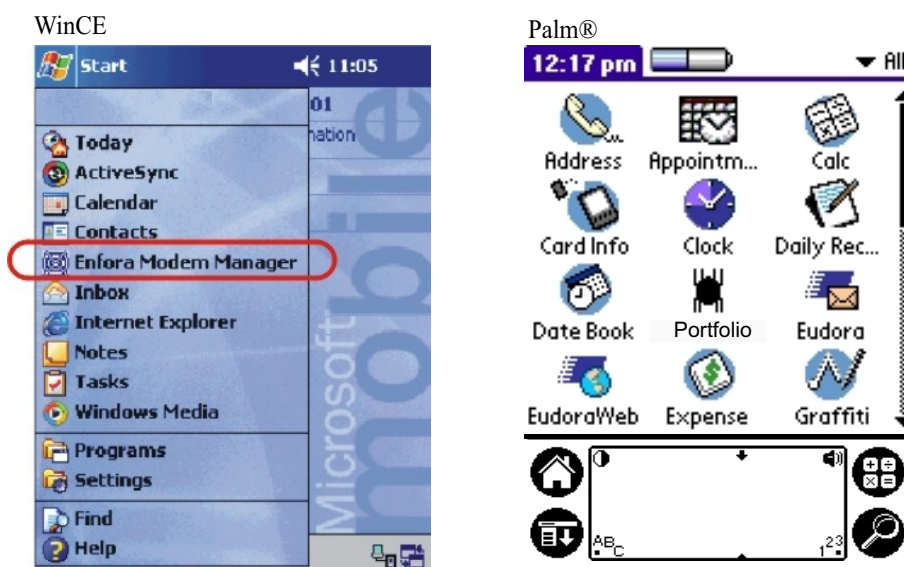 WinCE
Start 11:05
01
nation
Today
ActiveSync
Calendar
Contacts
Enfora Modem Manager
Inbox
Internet Explorer
Notes
Tasks
Windows Media
Programs
Settings
Find
Help
Microsoft
mobile
Palm®
12:17 pm All
Address Appointm... Calc
Card Info Clock Daily Rec...
Date Book Portfolio Eudora
EudoraWeb Expense Graffiti
ABC 123